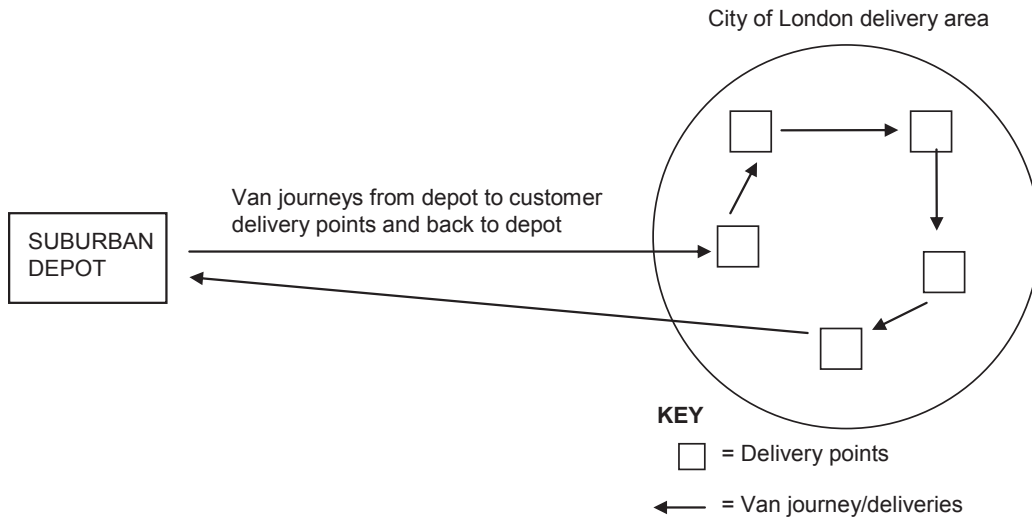 City of London delivery area
Van journeys from depot to customer
delivery points and back to depot
SUBURBAN
DEPOT
KEY
= Delivery points
= Van journey/deliveries